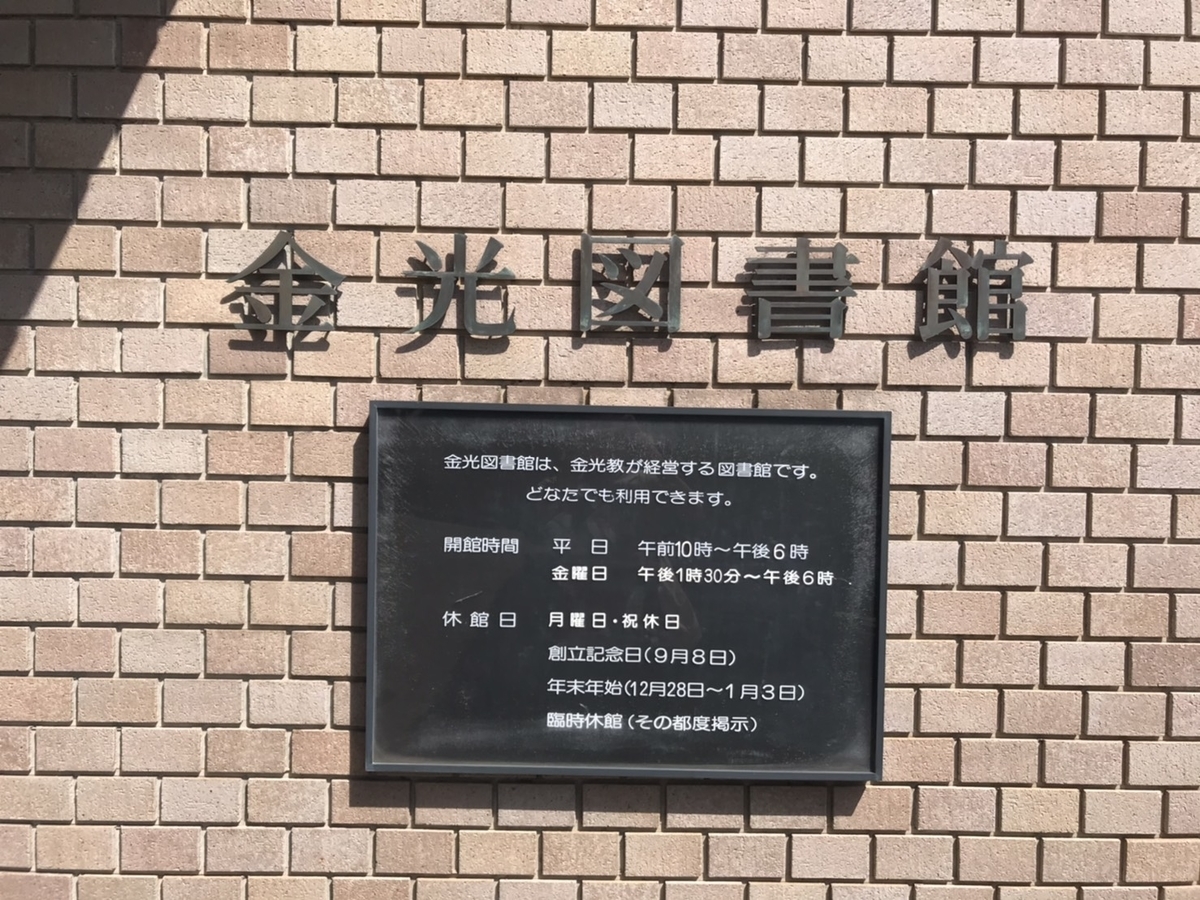 金光図書館
金光図書館は、金光教が経営する図書館です。
どなたでも利用できます。
開館時間 平日 午前10時～午後6時
金曜日 午後1時30分～午後6時
休館日 月曜日・祝休日
創立記念日(9月8日)
年末年始(12月28日～1月3日)
臨時休館(その都度掲示)